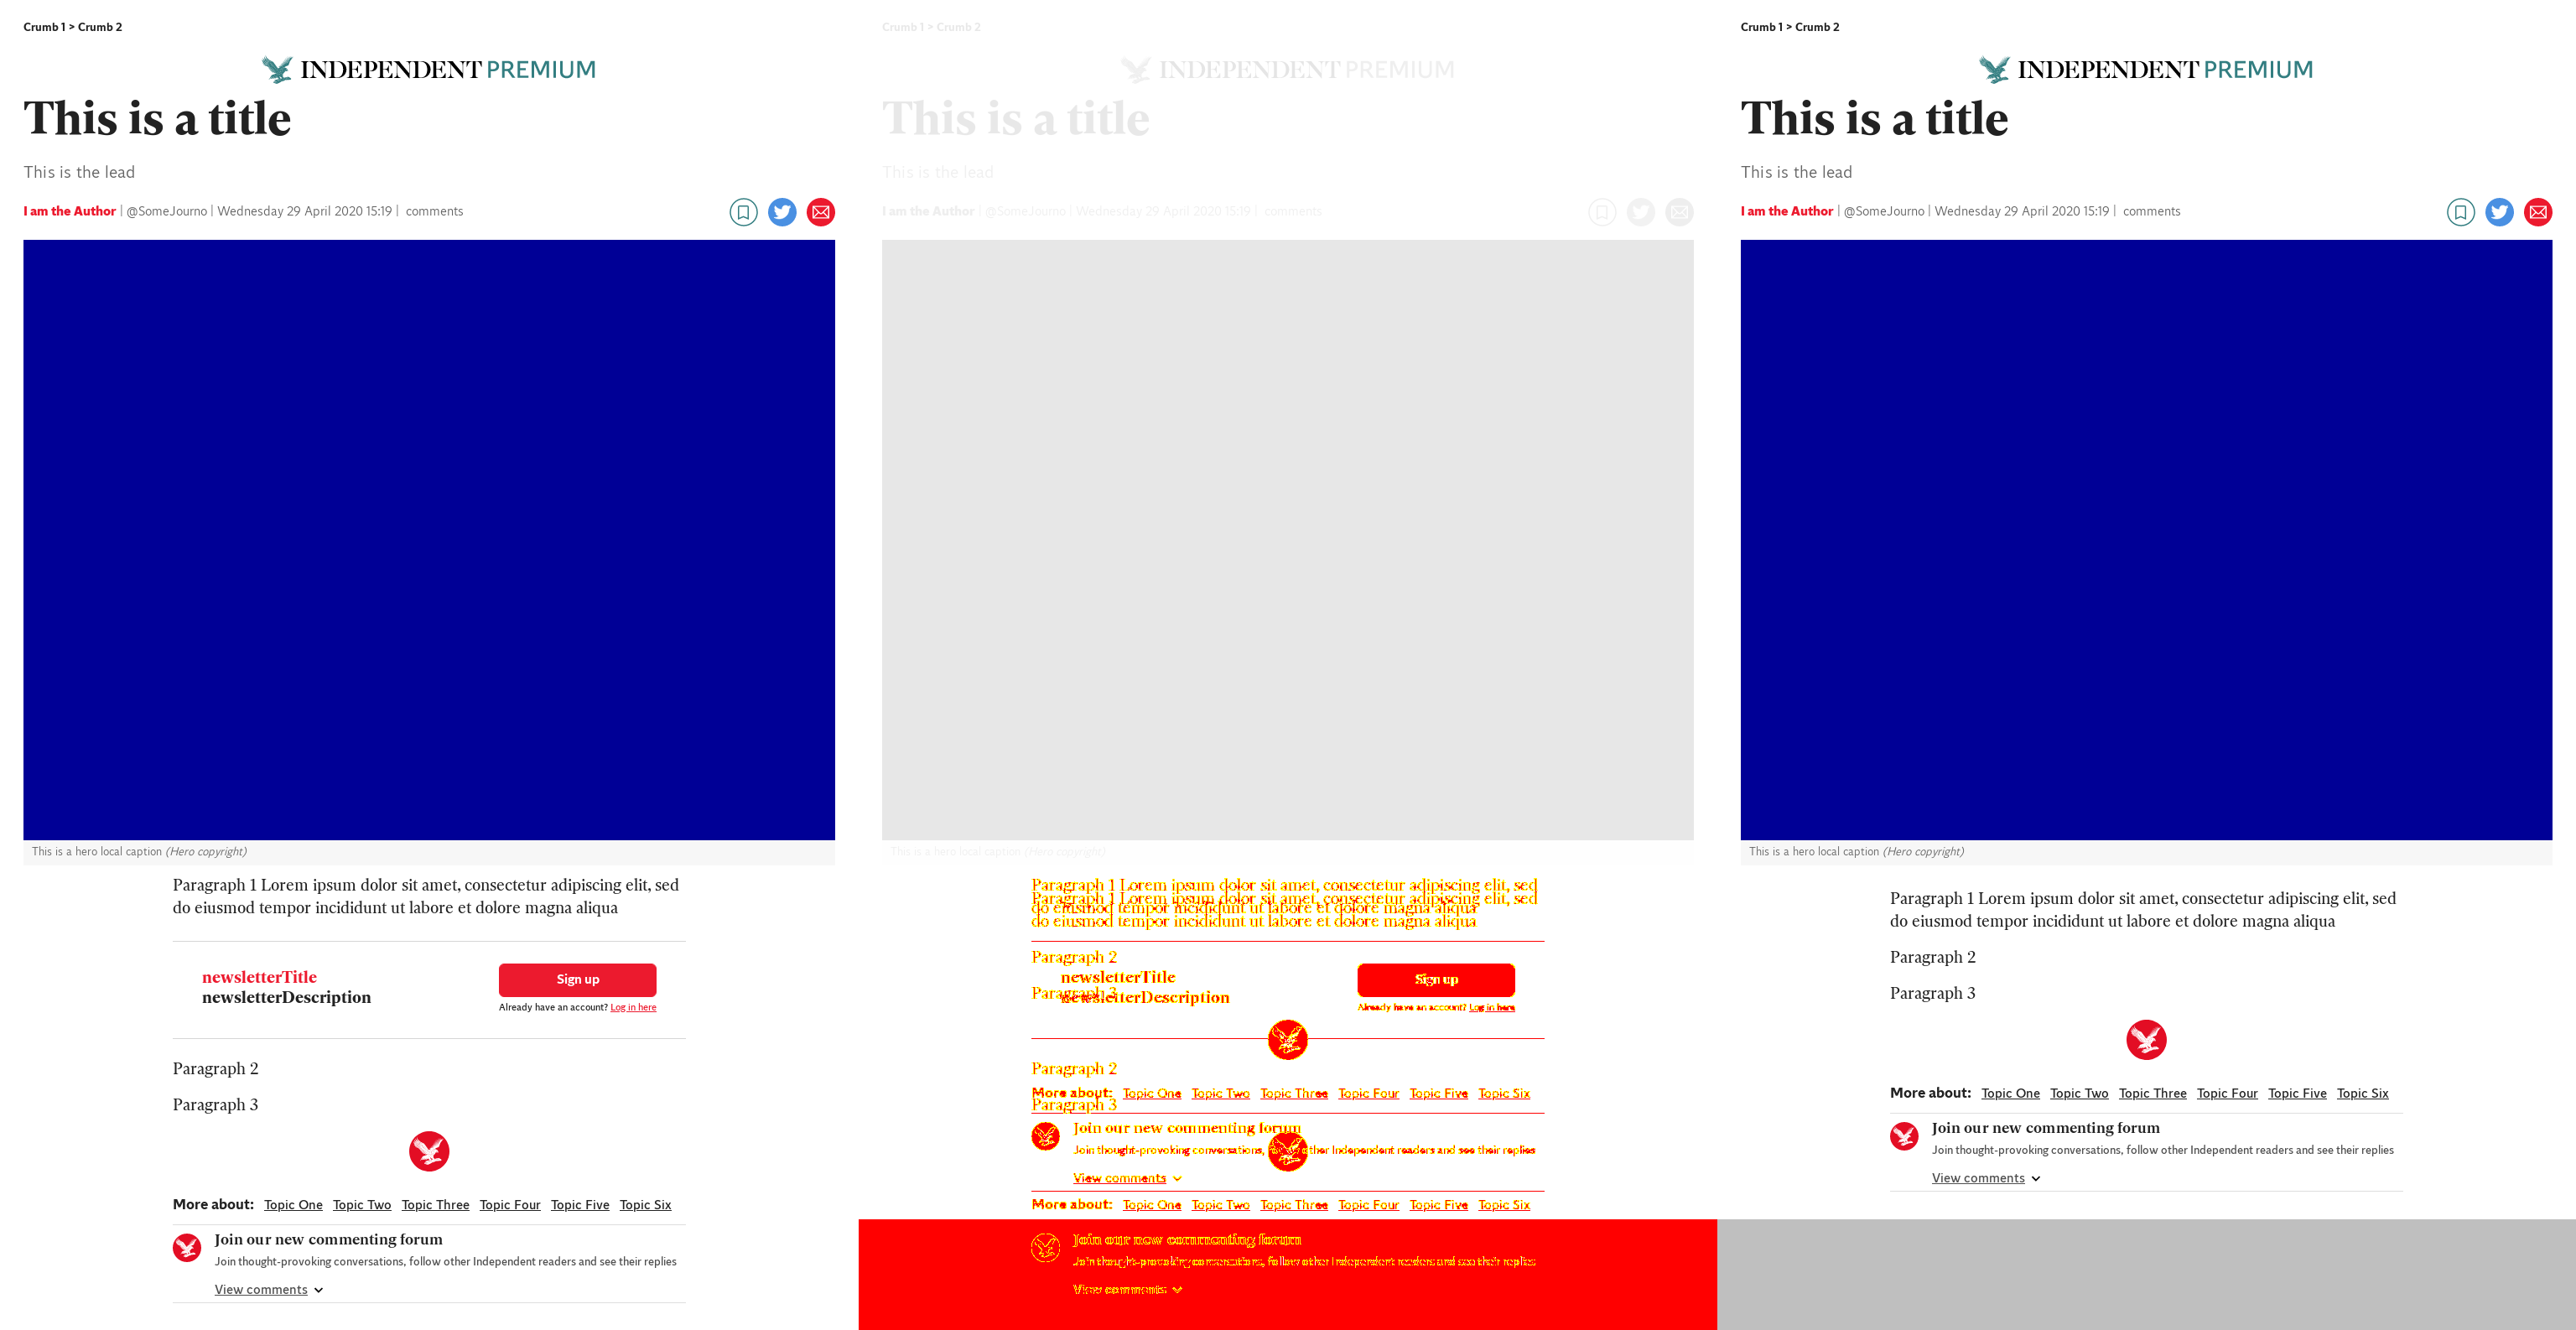 Crumb 1 > Crumb 2
INDEPENDENT PREMIUM
This is a title
This is the lead
I am the Author | @SomeJourno | Wednesday 29 April 2020 15:19 | comments
This is a hero local caption (Hero copyright)
Paragraph 1 Lorem ipsum dolor sit amet, consectetur adipiscing elit, sed
do eiusmod tempor incididunt ut labore et dolore magna aliqua
newsletterTitle
newsletterDescription
Sign up
Already have an account? Log in here
Paragraph 2
Paragraph 3
More about: Topic One Topic Two Topic Three Topic Four Topic Five Topic Six
Join our new commenting forum
Join thought-provoking conversations, follow other Independent readers and see their replies
View comments
Crumb 1 > Crumb 2
INDEPENDENT PREMIUM
This is a title
This is the lead
I am the Author | @SomeJourno | Wednesday 29 April 2020 15:19 | comments
This is a hero local caption (Hero copyright)
Paragraph 1 Lorem ipsum dolor sit amet, consectetur adipiscing elit, sed
Paragraph 1 Lorem ipsum dolor sit amet, consectetur adipiscing elit, sed
do eiusmod tempor incididunt ut labore et dolore magna aliqua
do eiusmod tempor incididunt ut labore et dolore magna aliqua
Paragraph 2
newsletterTitle
Paragraph 3
newsletterDescription
Sign up
Already have an account? Log in here
Paragraph 2
More about: Topic One Topic Two Topic Three Topic Four Topic Five Topic Six
Paragraph 3
Join our new commenting forum
Join thought-provoking conversations, other Independent readers and see their replies
View comments
More about: Topic One Topic Two Topic Three Topic Four Topic Five Topic Six
Join our new commenting forum
Join thought-provoking conversations, follow other Independent readers and see their replies
View comments
Crumb 1 > Crumb 2
INDEPENDENT PREMIUM
This is a title
This is the lead
I am the Author | @SomeJourno | Wednesday 29 April 2020 15:19 | comments
This is a hero local caption (Hero copyright)
Paragraph 1 Lorem ipsum dolor sit amet, consectetur adipiscing elit, sed
do eiusmod tempor incididunt ut labore et dolore magna aliqua
Paragraph 2
Paragraph 3
More about: Topic One Topic Two Topic Three Topic Four Topic Five Topic Six
Join our new commenting forum
Join thought-provoking conversations, follow other Independent readers and see their replies
View comments